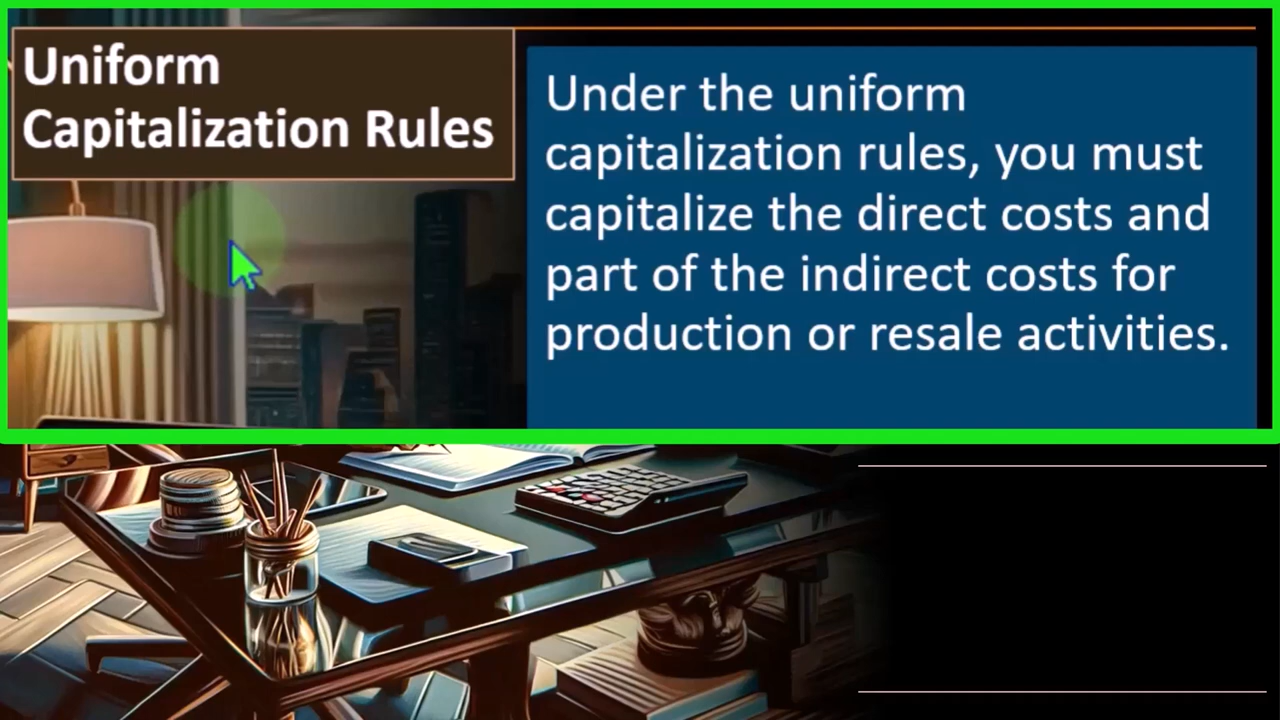 Uniform
Capitalization Rules
Under the uniform
capitalization rules, you must
capitalize the direct costs and
part of the indirect costs for
production or resale activities.